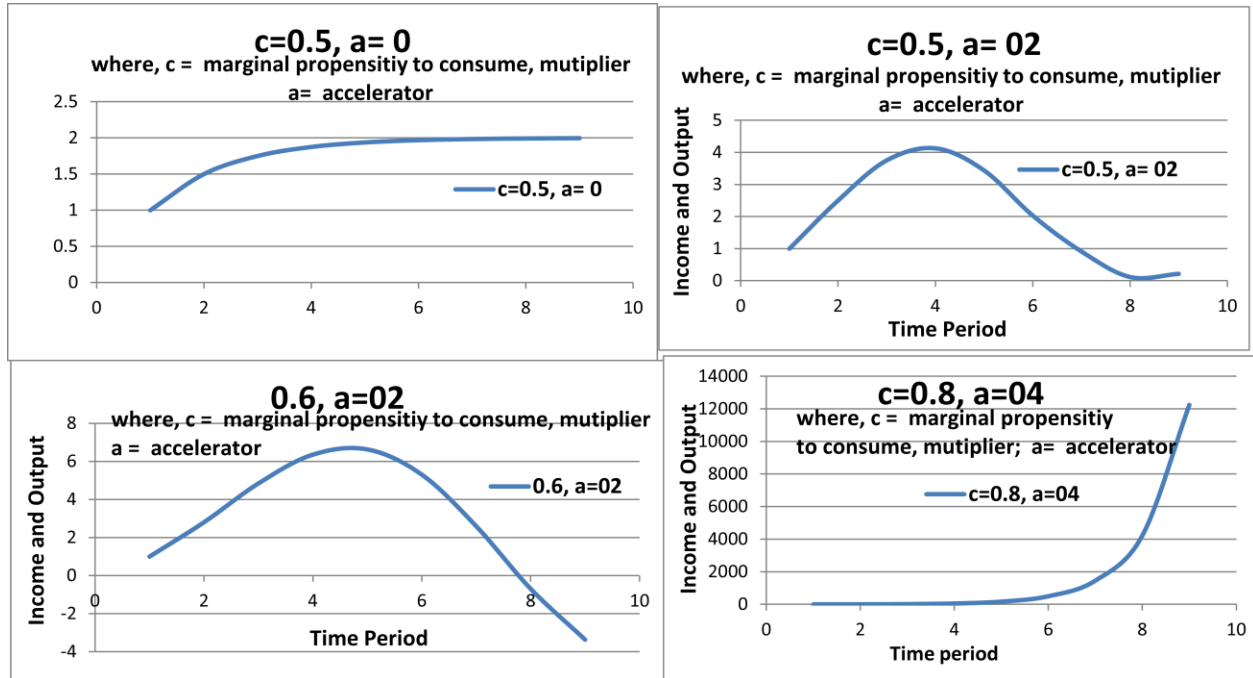 c=0.5, a= 0
where, c =  marginal propensitiy to consume, mutiplier
a=  accelerator
2.5
2
1.5
1
0.5
0
c=0.5, a= 0
0 2 4 6 8 10
c=0.5, a= 02
where, c =  marginal propensitiy to consume, mutiplier
a=  accelerator
Income and Output
5
4
3
2
1
0
c=0.5, a= 02
0 2 4 6 8 10
Time Period
0.6, a=02
where, c =  marginal propensitiy to consume, mutiplier
a =  accelerator
Income and Output
8
6
4
2
0
-2
-4
0.6, a=02
0 2 4 6 8 10
Time Period
c=0.8, a=04
where, c =  marginal propensitiy
to consume, mutiplier;  a=  accelerator
Income and Output
14000
12000
10000
8000
6000
4000
2000
0
c=0.8, a=04
0 2 4 6 8 10
Time period